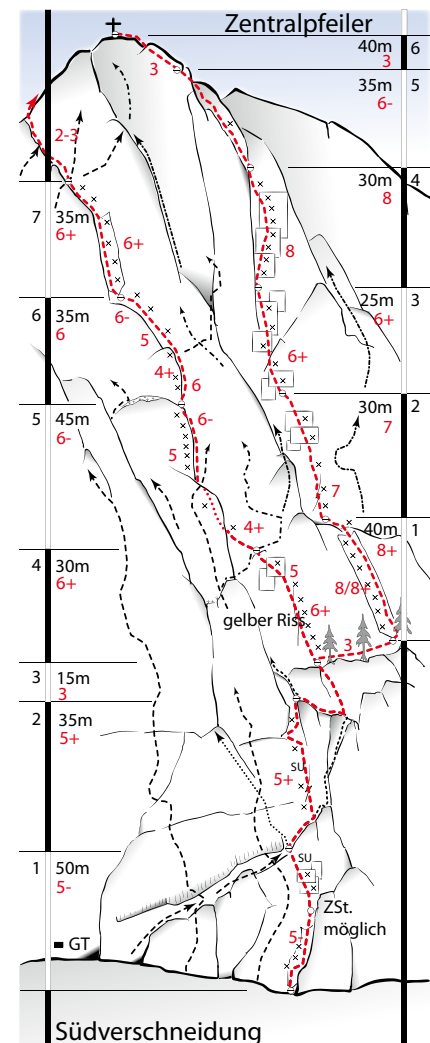 Zentralpfeiler
40m 6
3
3
35m 5
6-
2-3
30m 4
8
7 35m
6+
6+
8
25m 3
6+
6-
6 35m
6
5
6+
4+
6
30m 2
7
5 45m
6-
6-
5
7
40m 1
8+
4+
4 30m
6+
5
8/8+
6+
gelber Riss
3
3 15m
3
2 35m
5+
SU
5+
1 50m
5-
SU
ZSt.
möglich
5-
GT
Südverschneidung